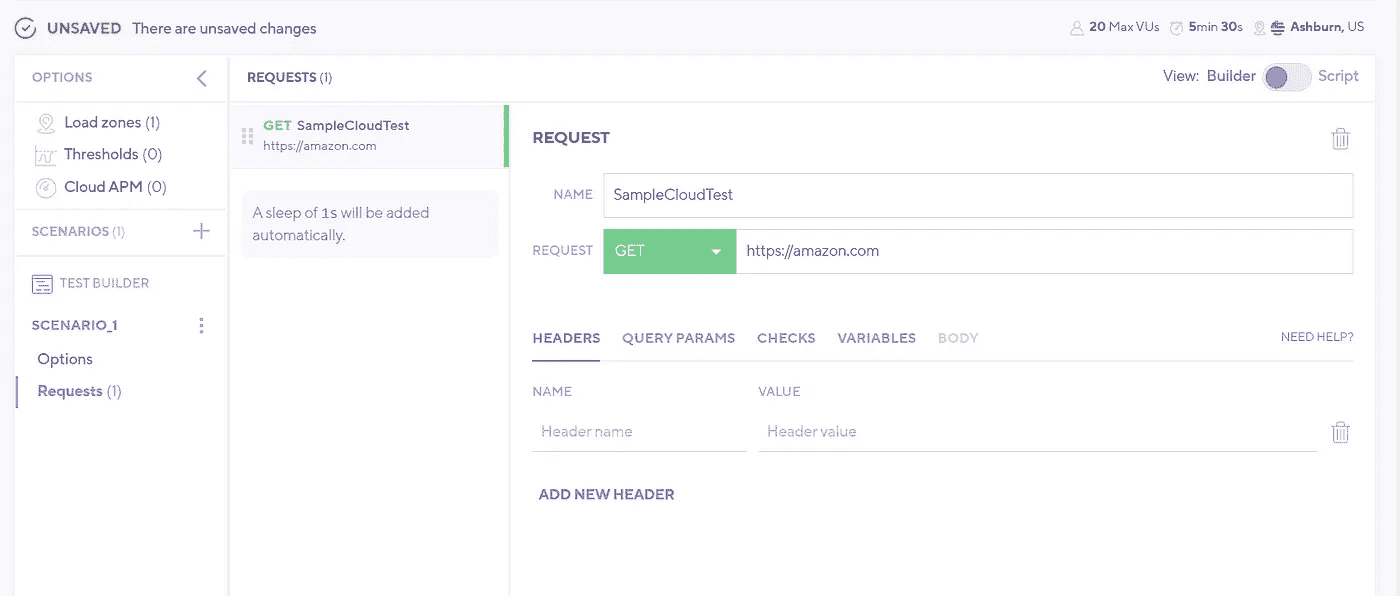 UNSAVED There are unsaved changes
20 Max VUs 5min 30s Ashburn, US
OPTIONS
Load zones (1)
Thresholds (0)
Cloud APM (0)
SCENARIOS (1)
TEST BUILDER
SCENARIO_1
Options
Requests (1)
REQUESTS (1)
View: Builder Script
GET SampleCloudTest
https://amazon.com
A sleep of 1s will be added
automatically.
REQUEST
NAME SampleCloudTest
REQUEST GET https://amazon.com
HEADERS QUERY PARAMS CHECKS VARIABLES BODY NEED HELP?
NAME VALUE
Header name Header value
ADD NEW HEADER